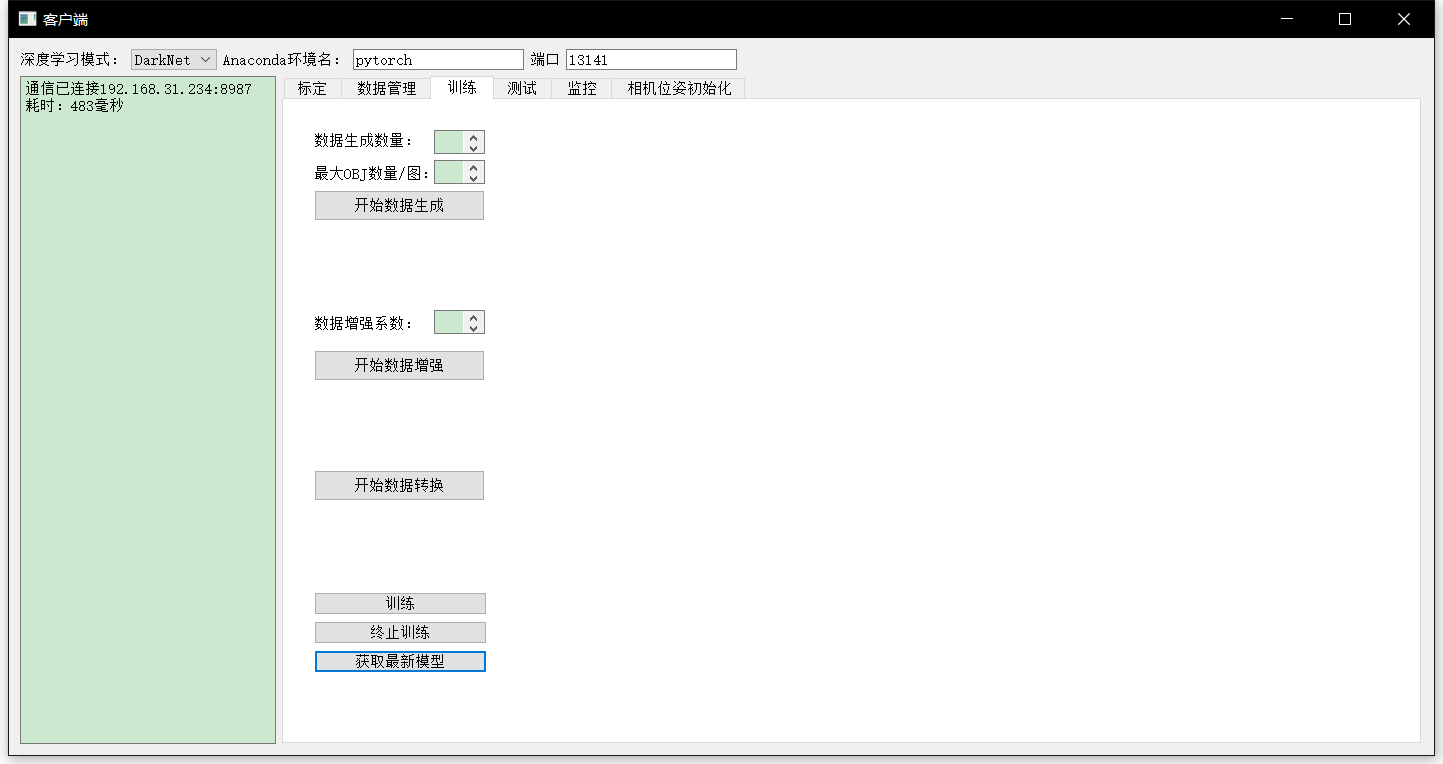 客户端
深度学习模式： DarkNet Anaconda环境名： pytorch 端口 13141
通信已连接192.168.31.234:8987
耗时：483毫秒
标定 数据管理 训练 测试 监控 相机位姿初始化
数据生成数量：
最大OBJ数量/图：
开始数据生成
数据增强系数：
开始数据增强
开始数据转换
训练
终止训练
获取最新模型